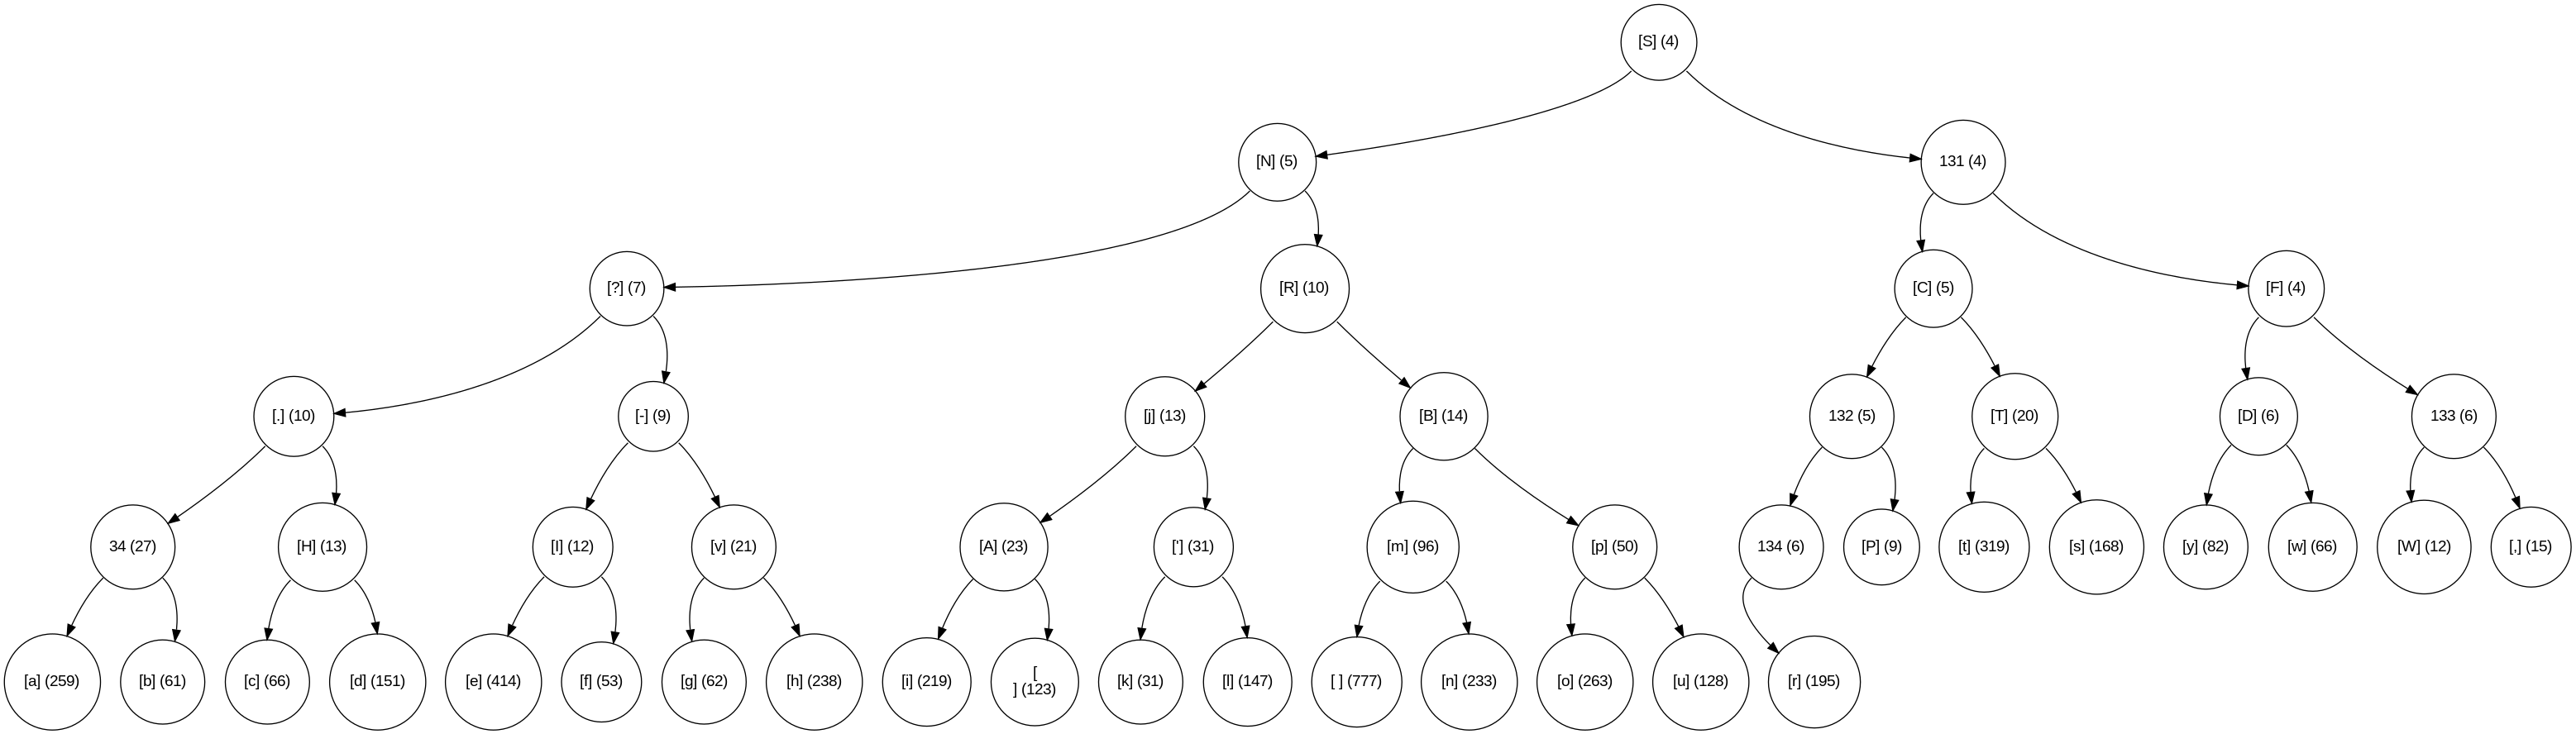 [S] (4)
[N] (5)
131 (4)
[?] (7)
[R] (10)
[C] (5)
[F] (4)
[.] (10)
[-] (9)
[j] (13)
[B] (14)
132 (5)
[T] (20)
[D] (6)
133 (6)
34 (27)
[H] (13)
[I] (12)
[v] (21)
[A] (23)
['] (31)
[m] (96)
[p] (50)
134 (6)
[P] (9)
[t] (319)
[s] (168)
[y] (82)
[w] (66)
[W] (12)
[,] (15)
[a] (259)
[b] (61)
[c] (66)
[d] (151)
[e] (414)
[f] (53)
[g] (62)
[h] (238)
[i] (219)
[
] (123)
[k] (31)
[l] (147)
[ ] (777)
[n] (233)
[o] (263)
[u] (128)
[r] (195)